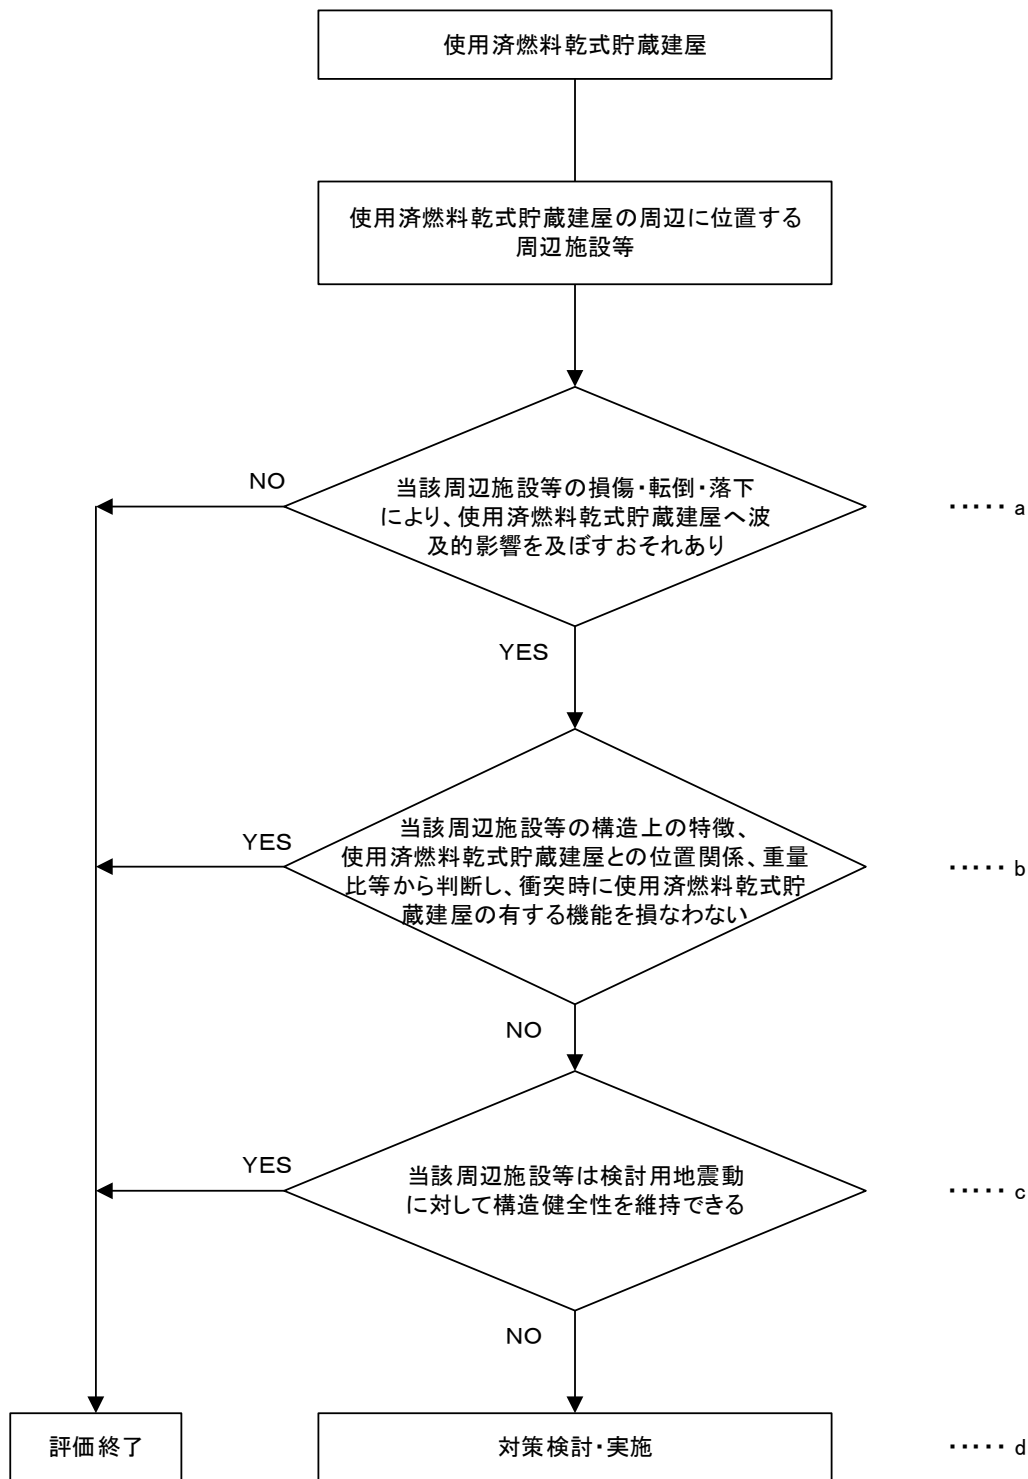 使用済燃料乾式貯蔵建屋
使用済燃料乾式貯蔵建屋の周辺に位置する
周辺施設等
NO
当該周辺施設等の損傷・転倒・落下
により、使用済燃料乾式貯蔵建屋へ波
及的影響を及ぼすおそれあり
····· a
YES
YES
当該周辺施設等の構造上の特徴、
使用済燃料乾式貯蔵建屋との位置関係、重量
比等から判断し、衝突時に使用済燃料乾式貯
蔵建屋の有する機能を損なわない
····· b
NO
YES
当該周辺施設等は検討用地震動
に対して構造健全性を維持できる
····· c
NO
評価終了
対策検討・実施
····· d